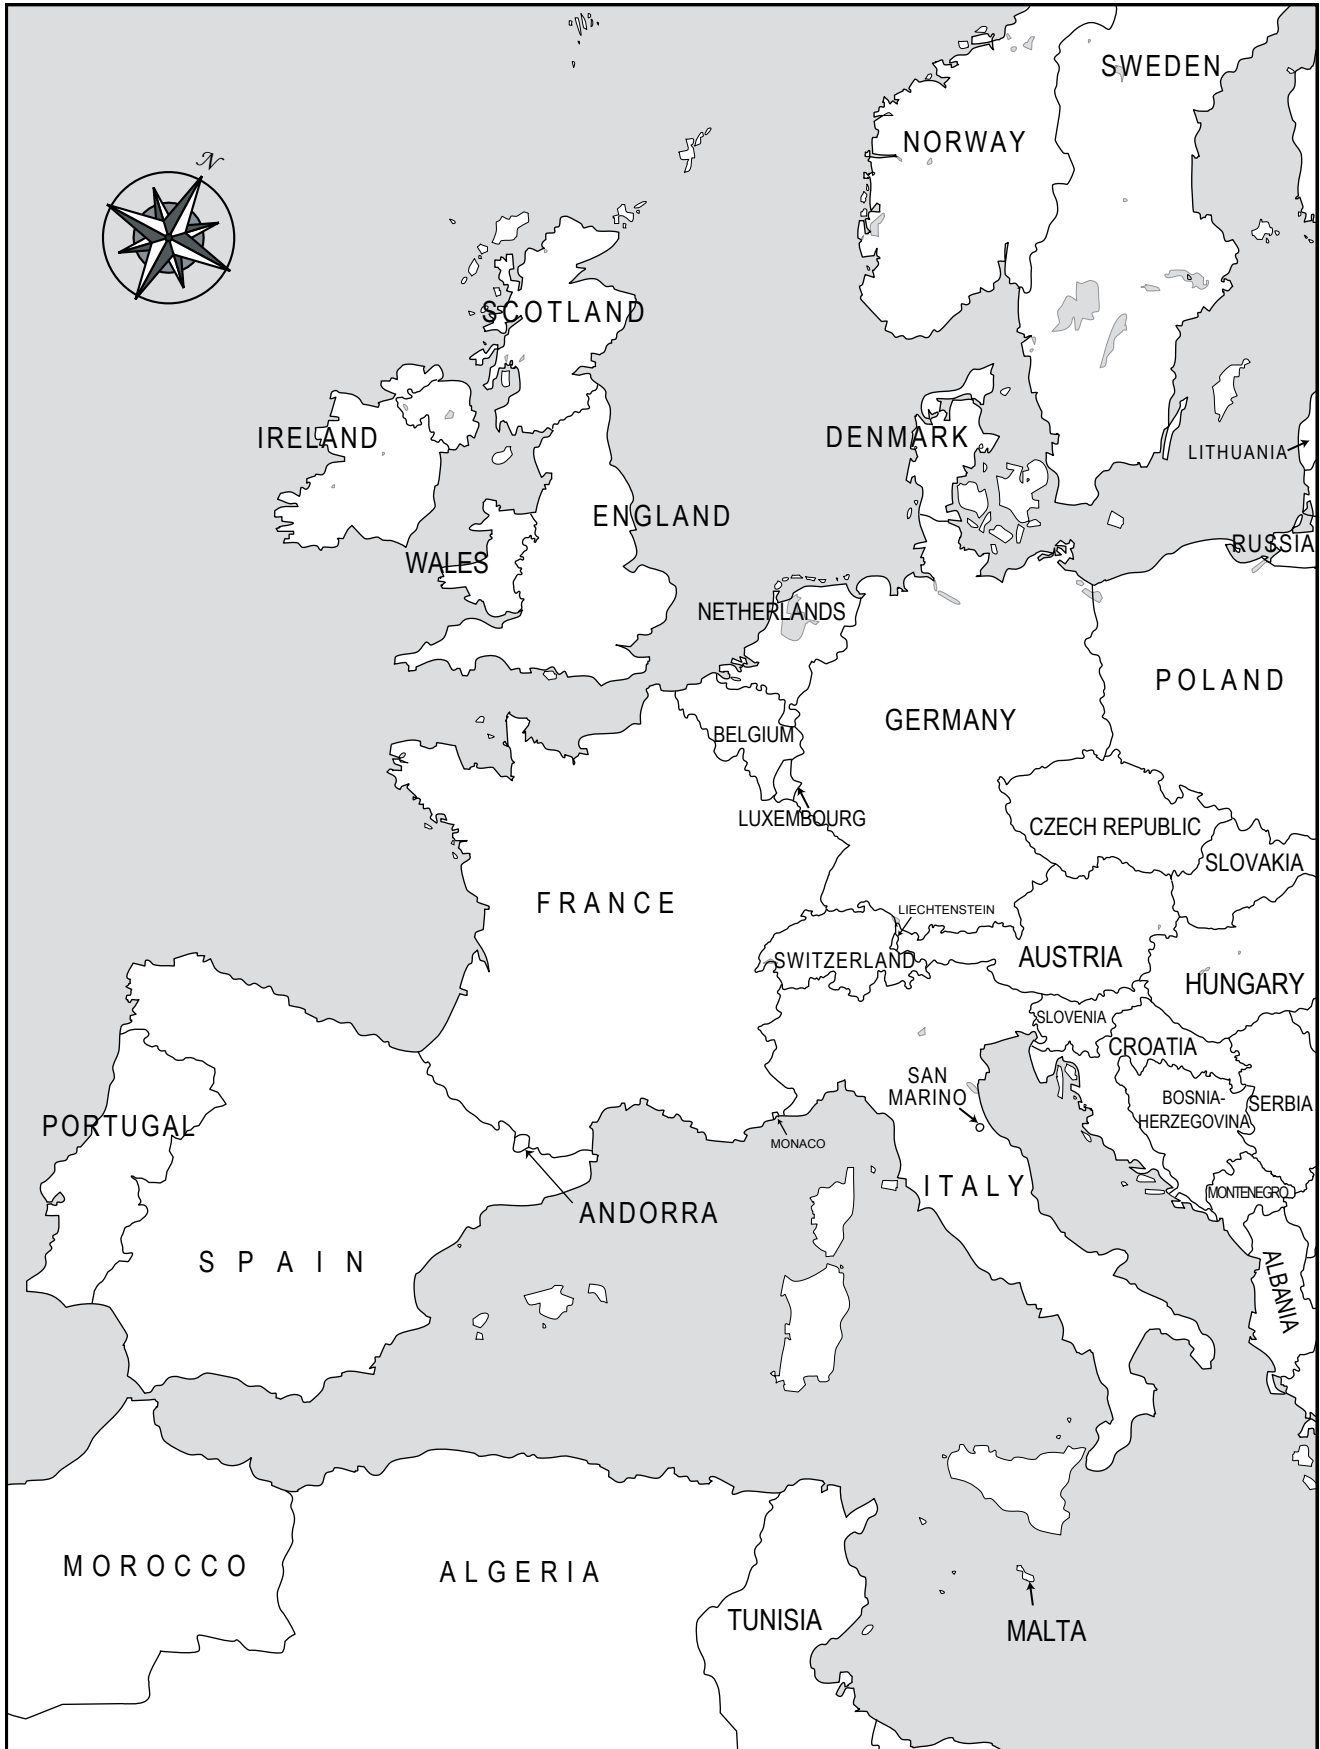 SWEDEN
NORWAY
N
SCOTLAND
IRELAND
DENMARK
LITHUANIA
ENGLAND
RUSSIA
WALES
NETHERLANDS
POLAND
GERMANY
BELGIUM
LUXEMBOURG
CZECH REPUBLIC
SLOVAKIA
FRANCE
LIECHTENSTEIN
SWITZERLAND
AUSTRIA
HUNGARY
SLOVENIA
CROATIA
SAN
MARINO
BOSNIA-
HERZEGOVINA
SERBIA
PORTUGAL
MONACO
ITALY
MONTENEGRO
ANDORRA
SPAIN
ALBANIA
MOROCCO
ALGERIA
TUNISIA
MALTA